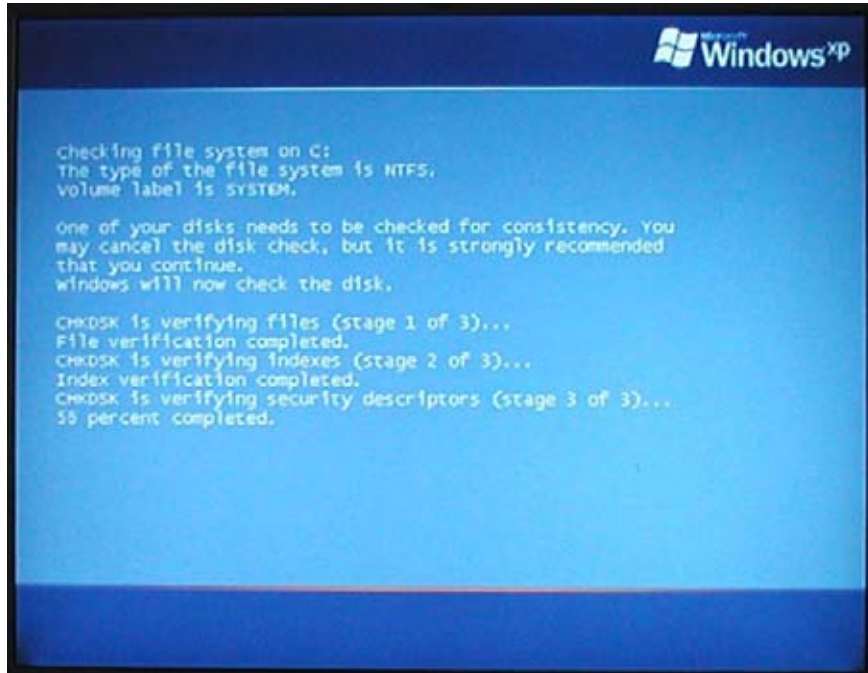 Microsoft
Windows xp
Checking file system on C:
The type of the file system is NTFS.
Volume label is SYSTEM.
One of your disks needs to be checked for consistency. You
may cancel the disk check, but it is strongly recommended
that you continue.
Windows will now check the disk.
CHKDSK is verifying files (stage 1 of 3)...
File verification completed.
CHKDSK is verifying indexes (stage 2 of 3)...
Index verification completed.
CHKDSK is verifying security descriptors (stage 3 of 3)...
55 percent completed.